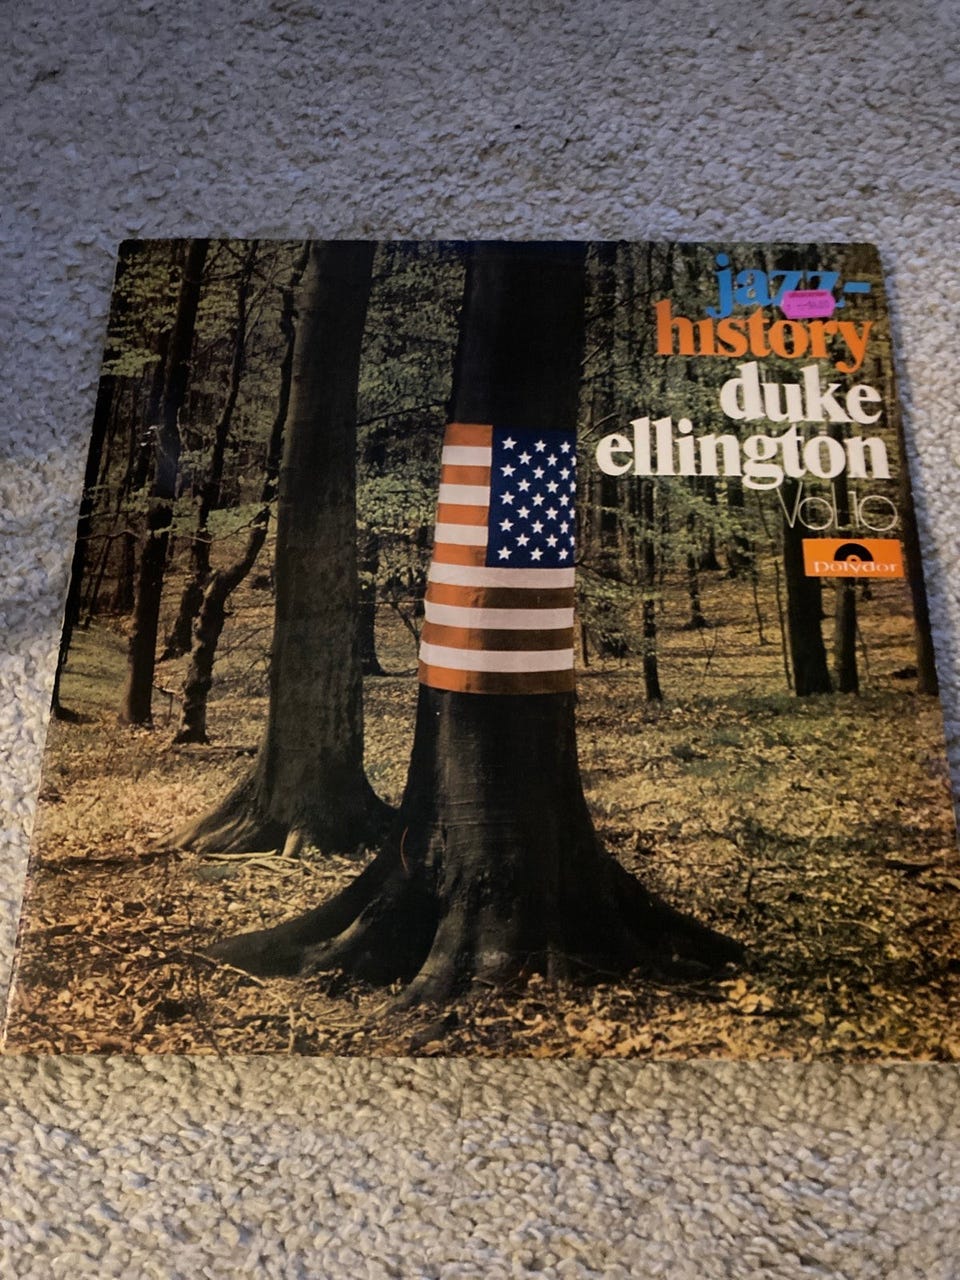 jazz-
history
duke
ellington
Vol. 10
polydor